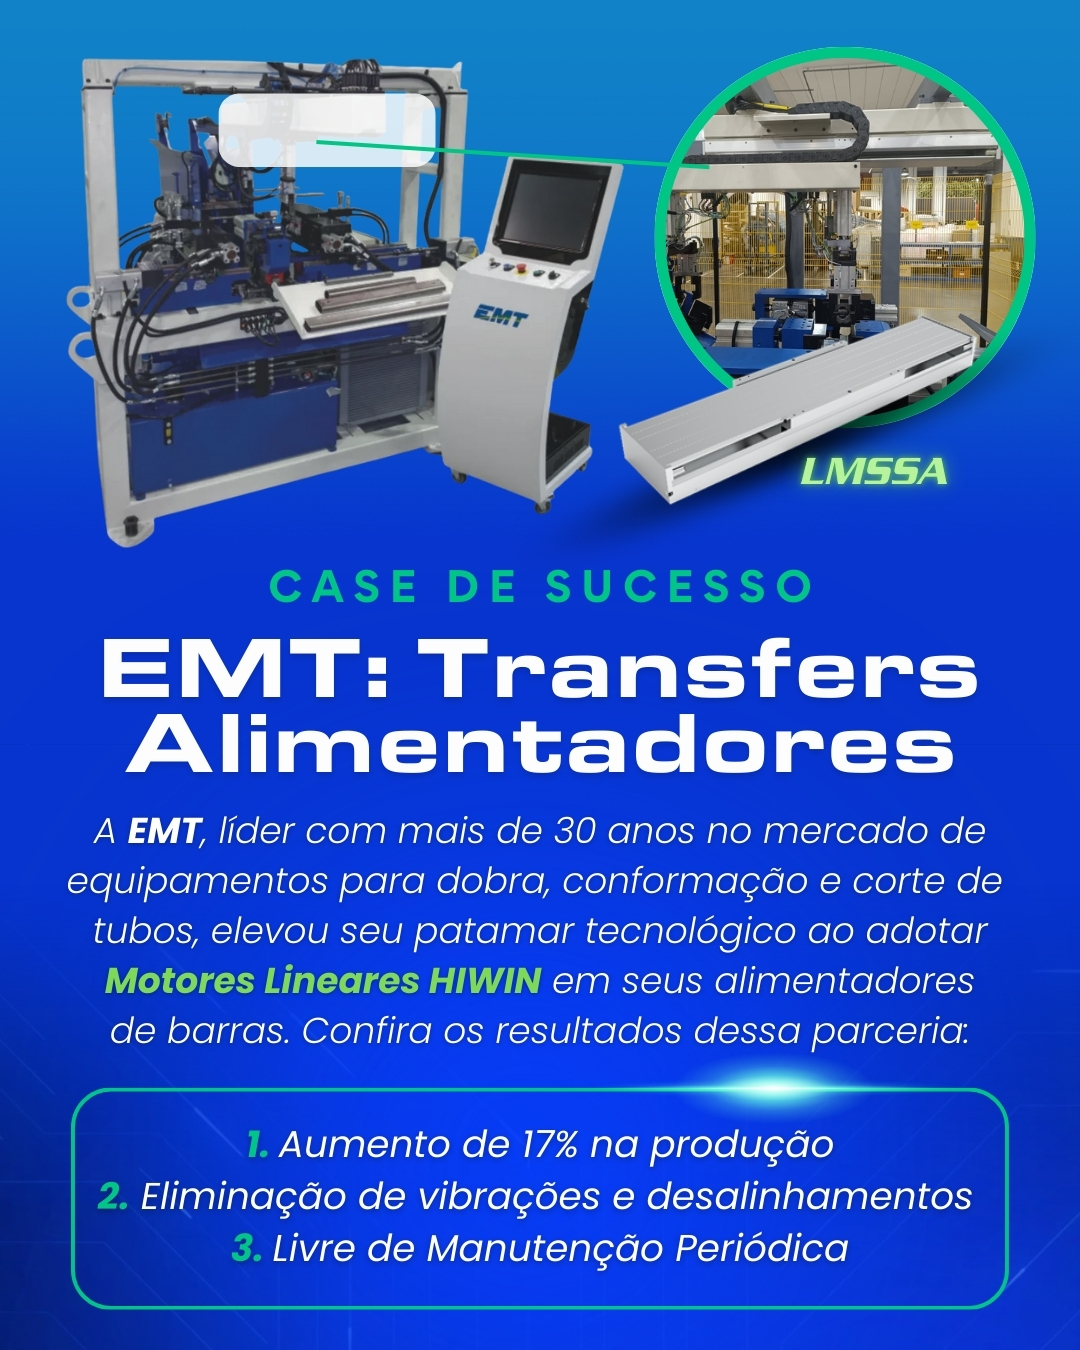 EMT
LMSSA
CASE DE SUCESSO
EMT: Transfers
Alimentadores
A EMT, líder com mais de 30 anos no mercado de
equipamentos para dobra, conformação e corte de
tubos, elevou seu patamar tecnológico ao adotar
Motores Lineares HIWIN em seus alimentadores
de barras. Confira os resultados dessa parceria:
1. Aumento de 17% na produção
2. Eliminação de vibrações e desalinhamentos
3. Livre de Manutenção Periódica